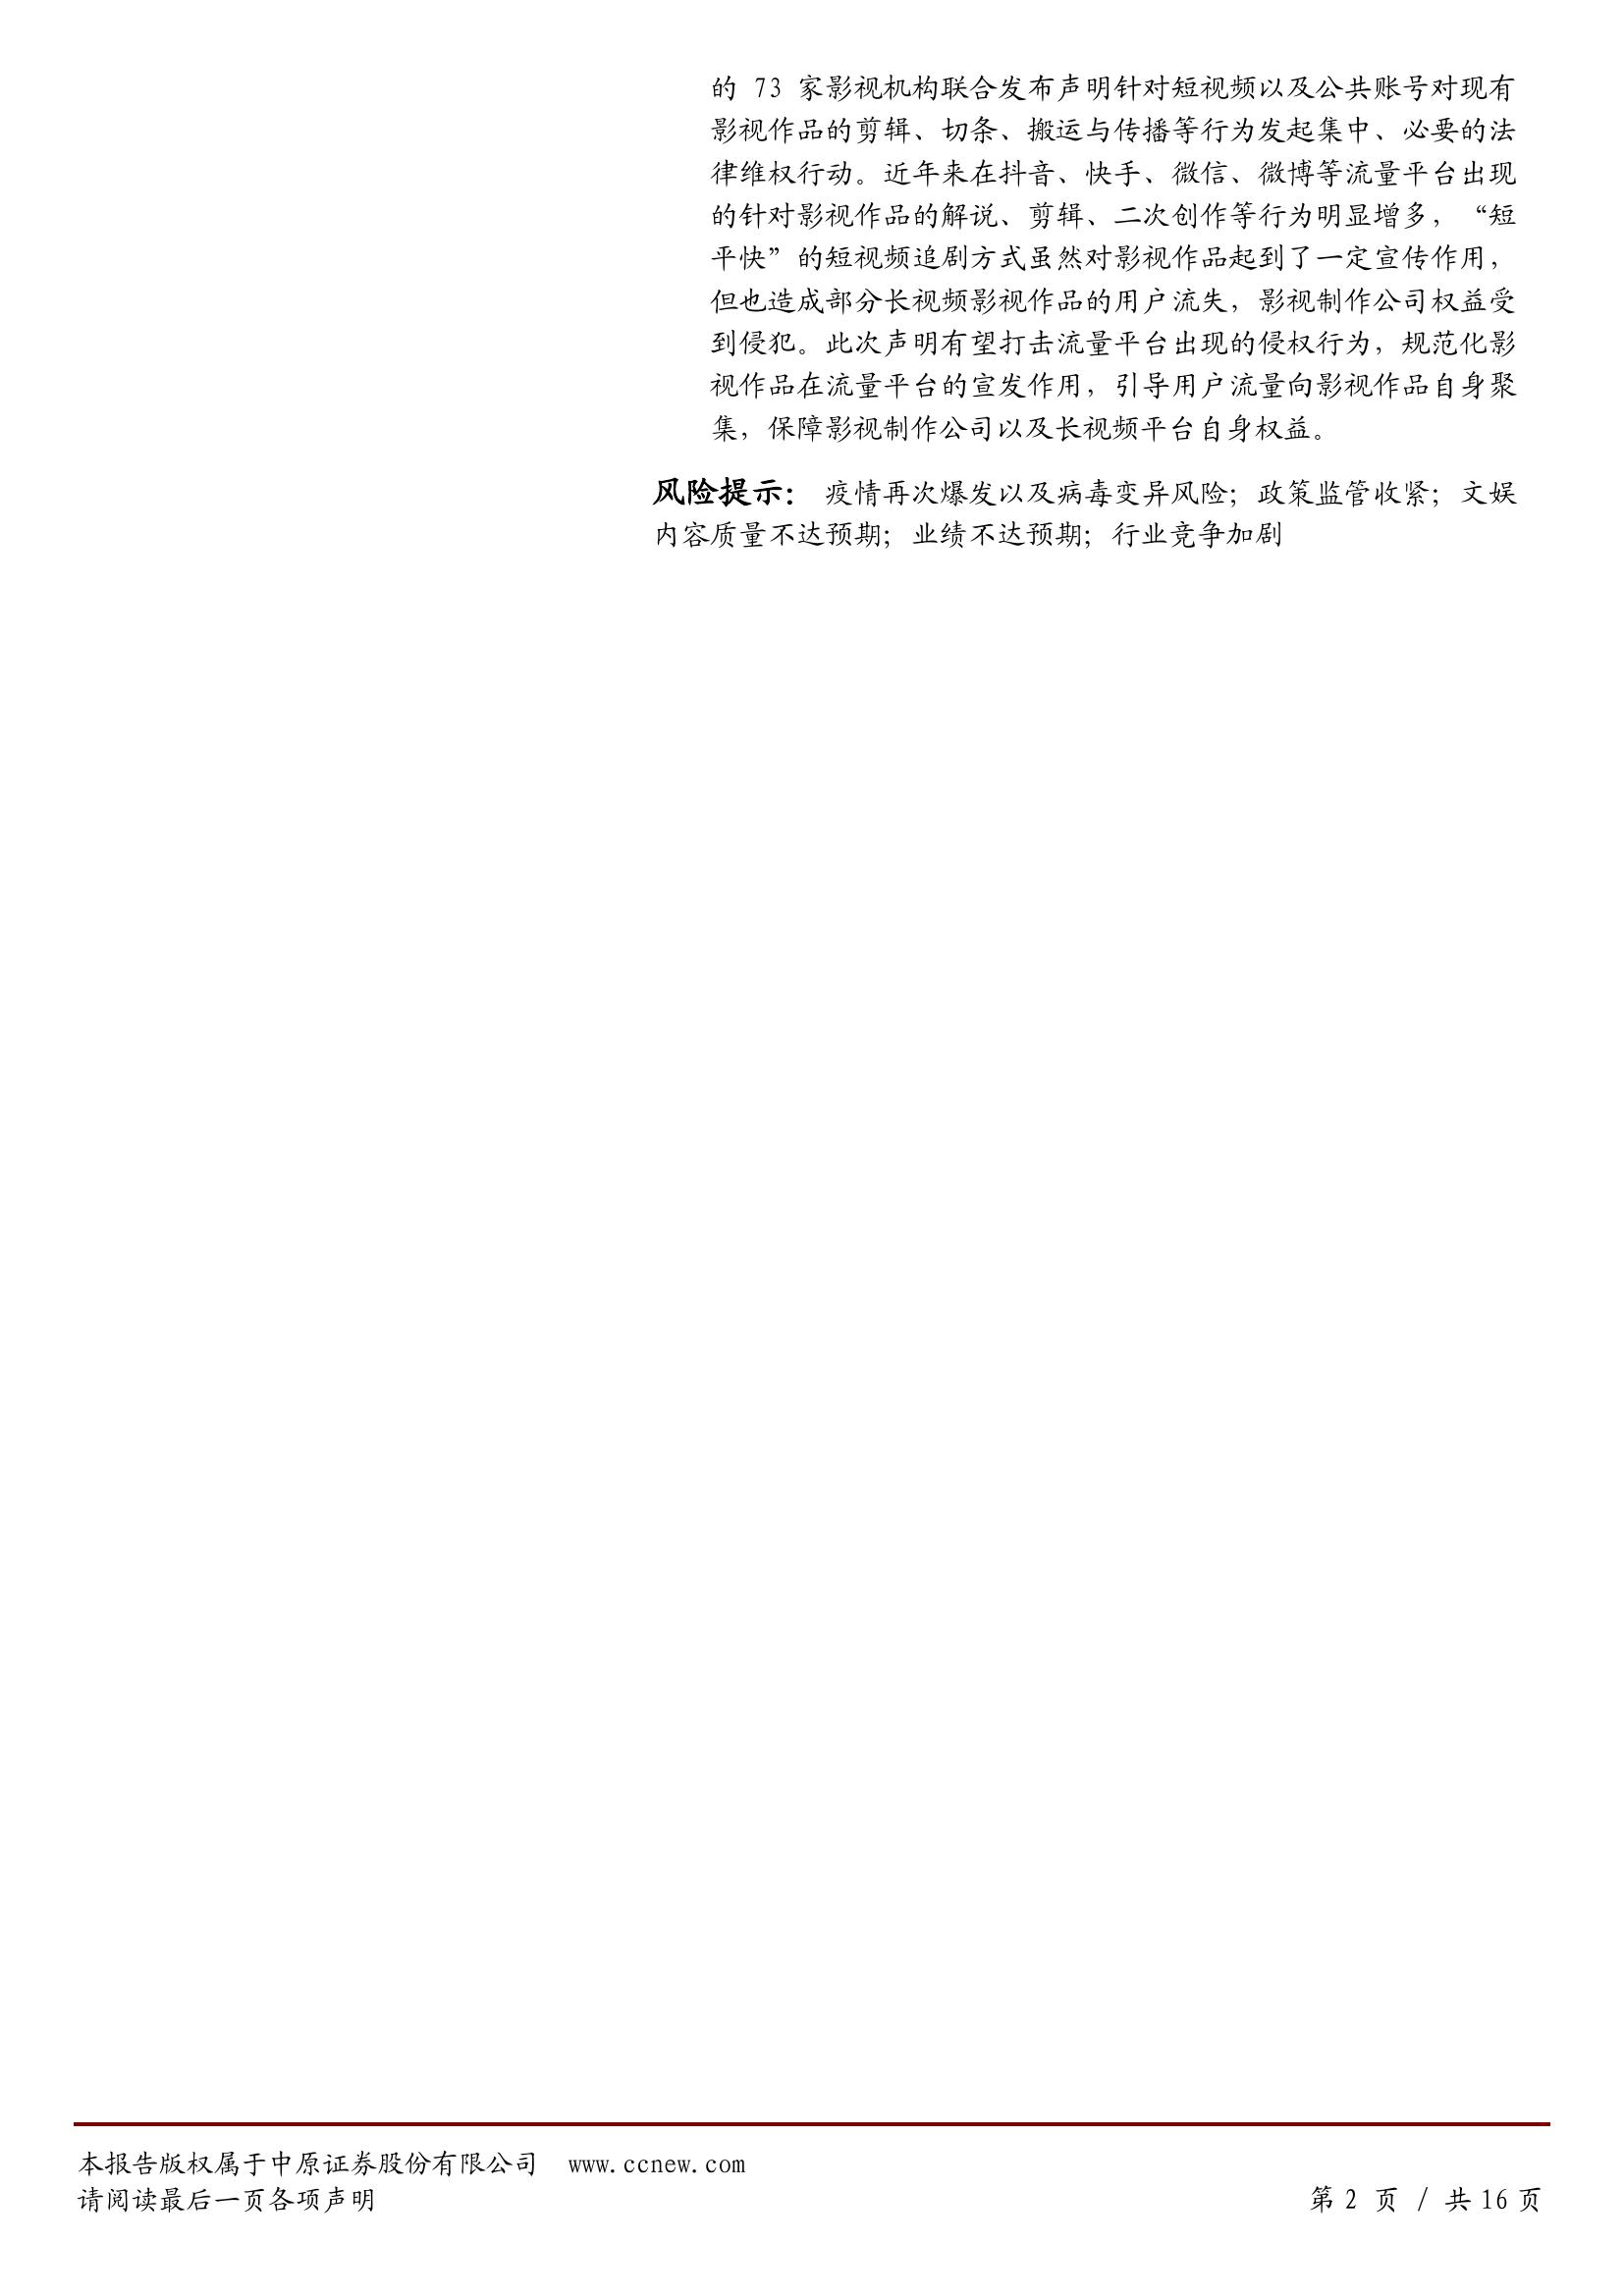 的 73 家影视机构联合发布声明针对短视频以及公共账号对现有
影视作品的剪辑、切条、搬运与传播等行为发起集中、必要的法
律维权行动。近年来在抖音、快手、微信、微博等流量平台出现
的针对影视作品的解说、剪辑、二次创作等行为明显增多，“短
平快”的短视频追剧方式虽然对影视作品起到了一定宣传作用，
但也造成部分长视频影视作品的用户流失，影视制作公司权益受
到侵犯。此次声明有望打击流量平台出现的侵权行为，规范化影
视作品在流量平台的宣发作用，引导用户流量向影视作品自身聚
集，保障影视制作公司以及长视频平台自身权益。
风险提示： 疫情再次爆发以及病毒变异风险；政策监管收紧；文娱
内容质量不达预期；业绩不达预期；行业竞争加剧
本报告版权属于中原证券股份有限公司 www.ccnew.com
请阅读最后一页各项声明
第 2 页 / 共 16 页